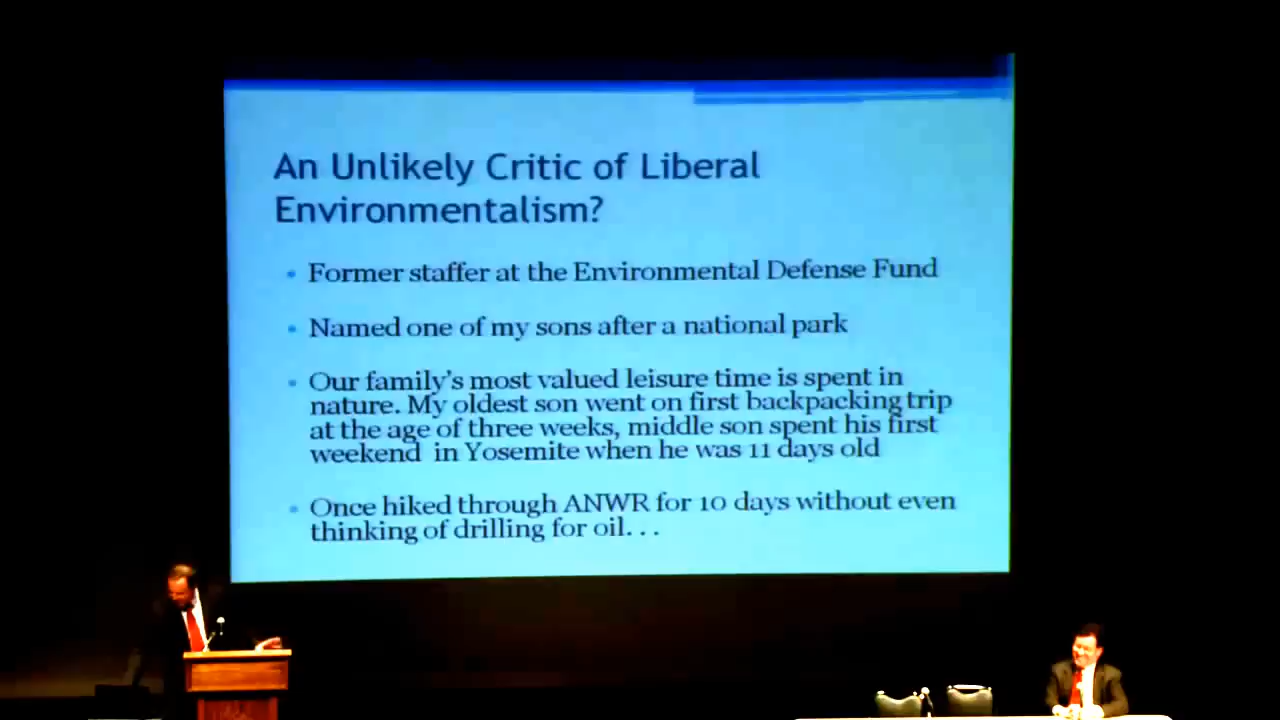 An Unlikely Critic of Liberal
Environmentalism?
• Former staffer at the Environmental Defense Fund
• Named one of my sons after a national park
• Our family's most valued leisure time is spent in
nature. My oldest son went on first backpacking trip
at the age of three weeks, middle son spent his first
weekend in Yosemite when he was 11 days old
• Once hiked through ANWR for 10 days without even
thinking of drilling for oil. . .